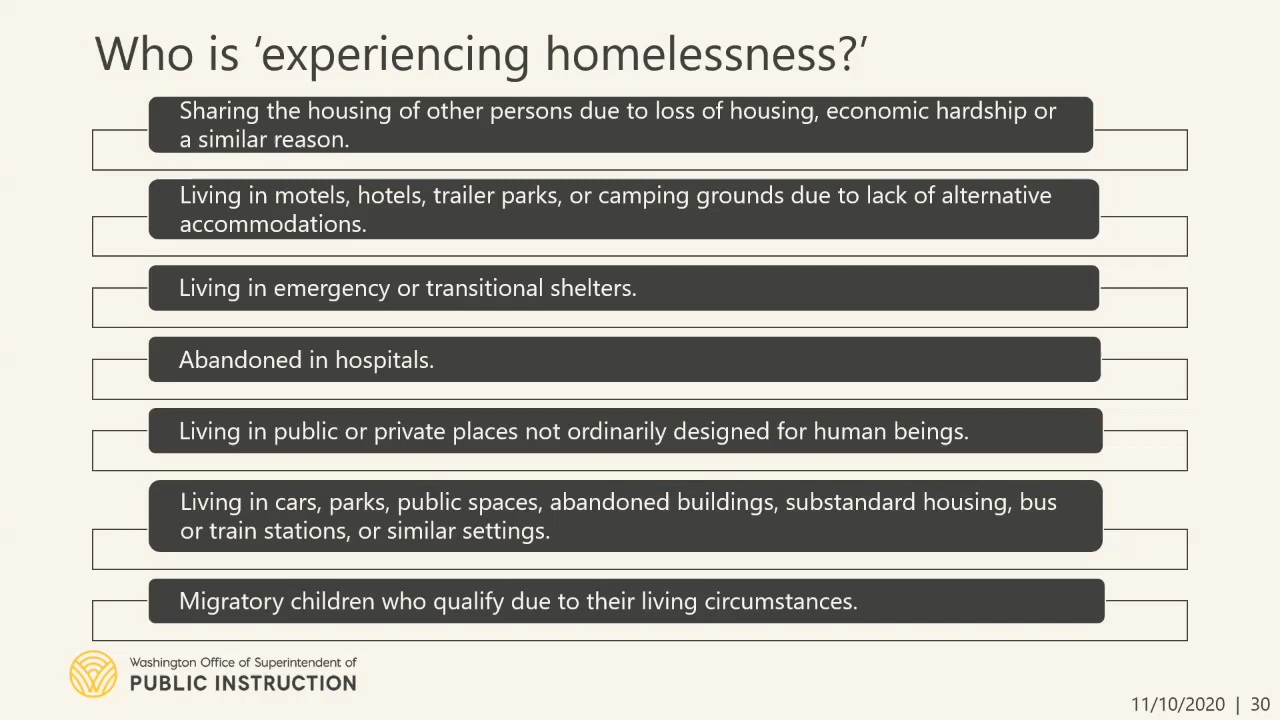 Who is ‘experiencing homelessness?’
Sharing the housing of other persons due to loss of housing, economic hardship or
a similar reason.
Living in motels, hotels, trailer parks, or camping grounds due to lack of alternative
accommodations.
Living in emergency or transitional shelters.
Abandoned in hospitals.
Living in public or private places not ordinarily designed for human beings.
Living in cars, parks, public spaces, abandoned buildings, substandard housing, bus
or train stations, or similar settings.
Migratory children who qualify due to their living circumstances.
Washington Office of Superintendent of
PUBLIC INSTRUCTION
11/10/2020 | 30